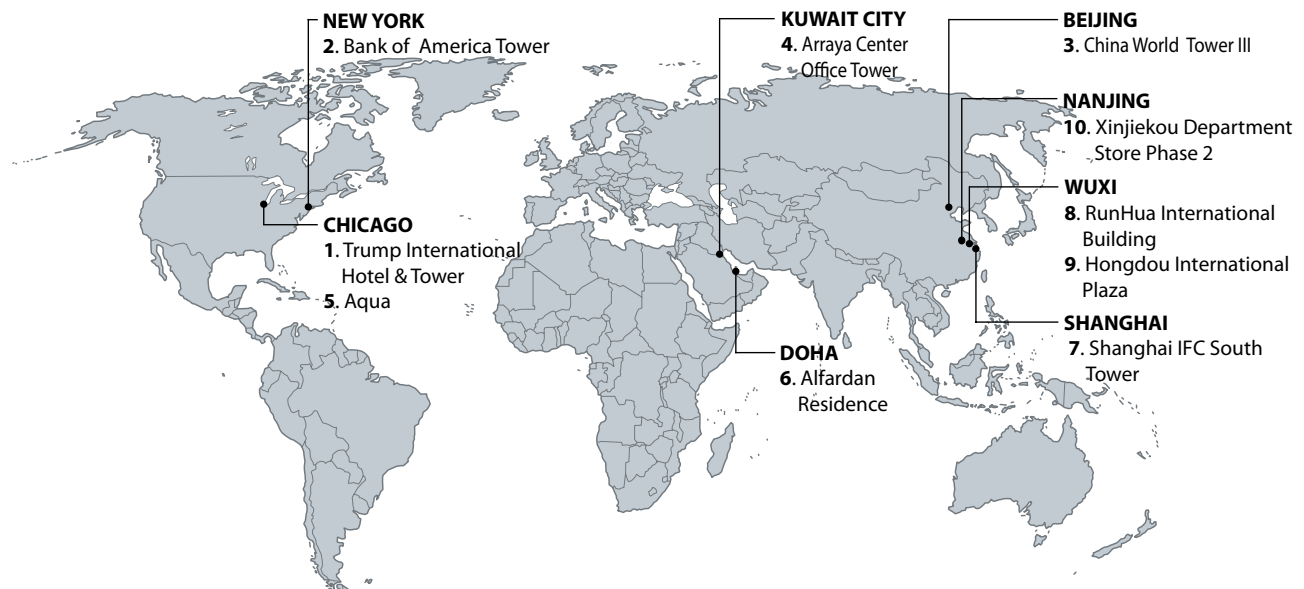 NEW YORK
2. Bank of America Tower
CHICAGO
1. Trump International
Hotel & Tower
5. Aqua
KUWAIT CITY
4. Arraya Center
Office Tower
DOHA
6. Alfardan
Residence
BEIJING
3. China World Tower III
NANJING
10. Xinjiekou Department
Store Phase 2
WUXI
8. RunHua International
Building
9. Hongdou International
Plaza
SHANGHAI
7. Shanghai IFC South
Tower